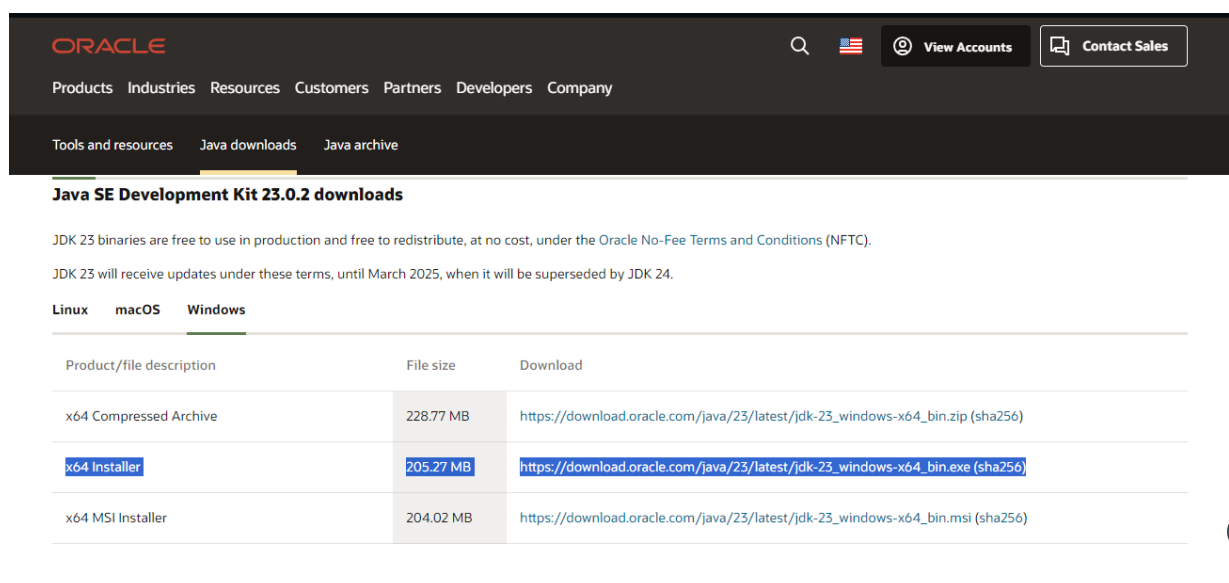 ORACLE
View Accounts
Contact Sales
Products Industries Resources Customers Partners Developers Company
Tools and resources Java downloads Java archive
Java SE Development Kit 23.0.2 downloads
JDK 23 binaries are free to use in production and free to redistribute, at no cost, under the Oracle No-Fee Terms and Conditions (NFTC).
JDK 23 will receive updates under these terms, until March 2025, when it will be superseded by JDK 24.
Linux macOS Windows
Product/file description File size Download
x64 Compressed Archive 228.77 MB https://download.oracle.com/java/23/latest/jdk-23_windows-x64_bin.zip (sha256)
x64 Installer 205.27 MB https://download.oracle.com/java/23/latest/jdk-23_windows-x64_bin.exe (sha256)
x64 MSI Installer 204.02 MB https://download.oracle.com/java/23/latest/jdk-23_windows-x64_bin.msi (sha256)